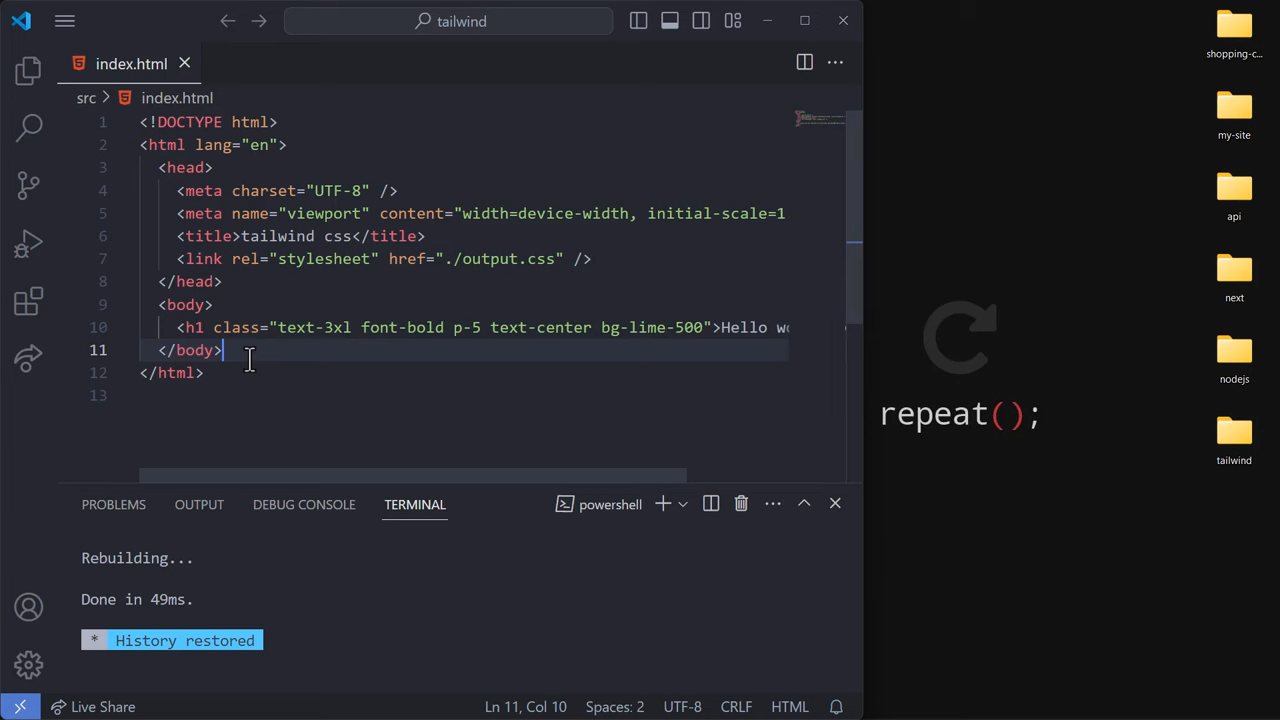 tailwind
index.html
src > index.html
1 <!DOCTYPE html>
2 <html lang="en">
3 <head>
4 <meta charset="UTF-8" />
5 <meta name="viewport" content="width=device-width, initial-scale=1
6 <title>tailwind css</title>
7 <link rel="stylesheet" href="./output.css" />
8 </head>
9 <body>
10 <h1 class="text-3xl font-bold p-5 text-center bg-lime-500">Hello wo
11 </body>
12 </html>
13
PROBLEMS OUTPUT DEBUG CONSOLE TERMINAL powershell
Rebuilding...
Done in 49ms.
* History restored
Live Share Ln 11, Col 10 Spaces: 2 UTF-8 CRLF HTML
repeat();
shopping-c...
my-site
api
next
nodejs
tailwind